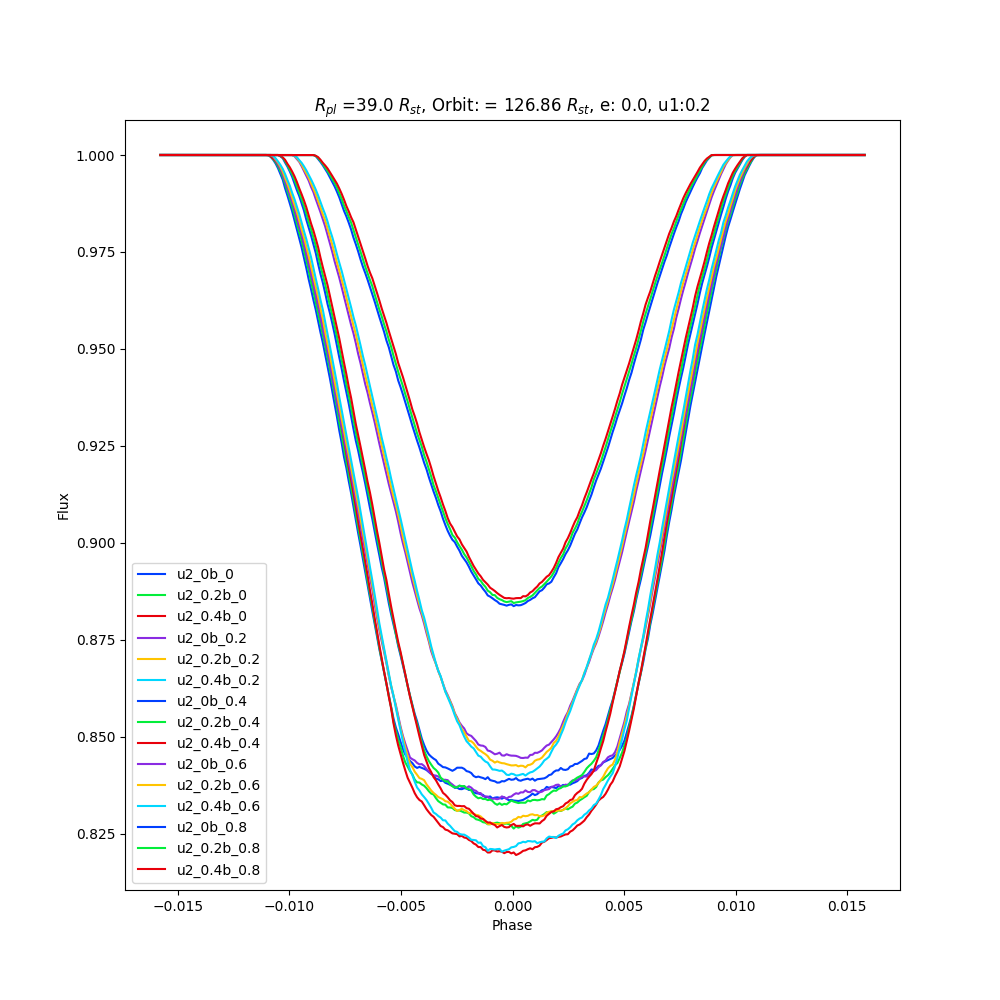 R_pl =39.0 R_st, Orbit: = 126.86 R_st, e: 0.0, u1:0.2
1.000
0.975
0.950
0.925
0.900
0.875
0.850
0.825
Flux
u2_0b_0
u2_0.2b_0
u2_0.4b_0
u2_0b_0.2
u2_0.2b_0.2
u2_0.4b_0.2
u2_0b_0.4
u2_0.2b_0.4
u2_0.4b_0.4
u2_0b_0.6
u2_0.2b_0.6
u2_0.4b_0.6
u2_0b_0.8
u2_0.2b_0.8
u2_0.4b_0.8
−0.015 −0.010 −0.005 0.000 0.005 0.010 0.015
Phase